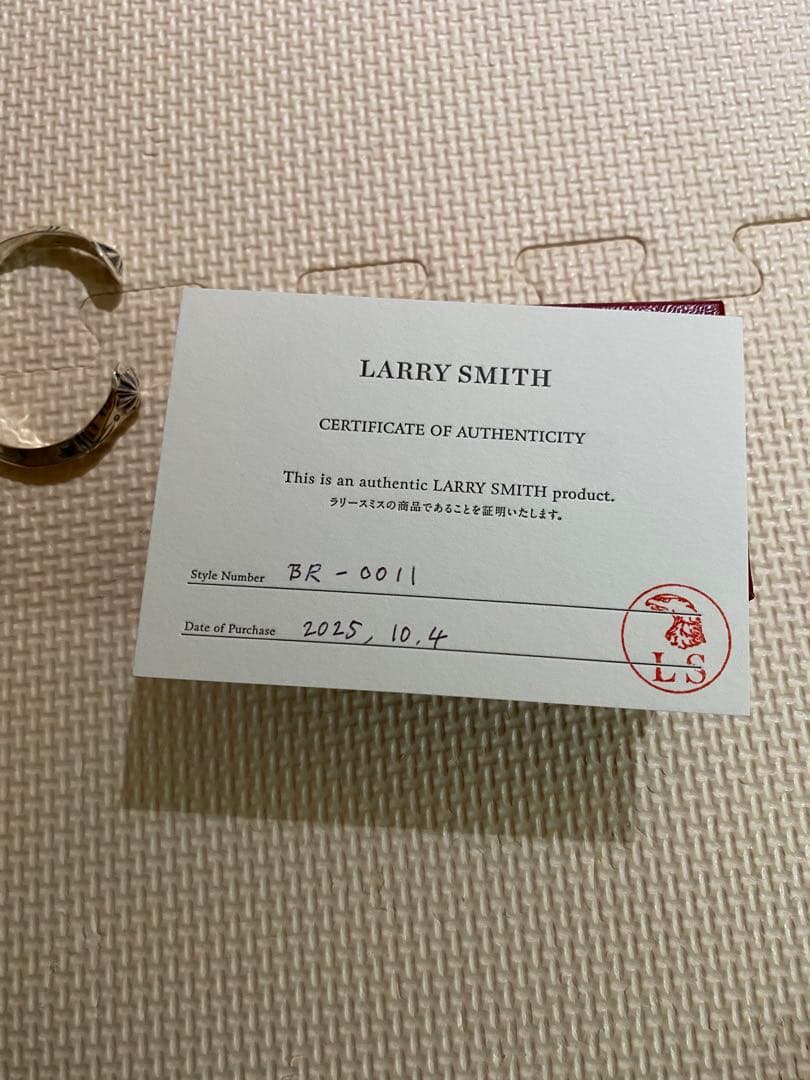 LARRY SMITH
CERTIFICATE OF AUTHENTICITY
This is an authentic LARRY SMITH product.
ラリースミスの商品であることを証明いたします。
Style Number BR-0011
Date of Purchase 2025, 10.4
LS